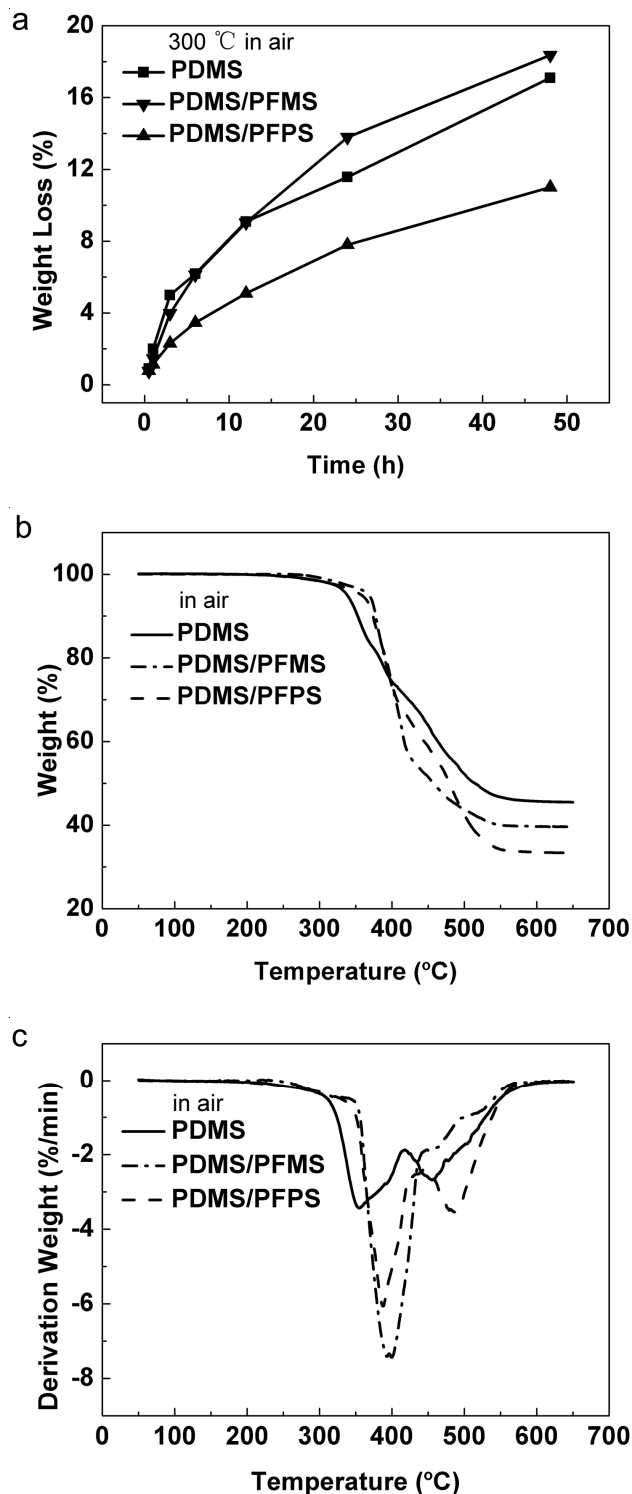 a
20
16
12
8
4
0
Weight Loss (%)
300 ℃ in air
PDMS
PDMS/PFMS
PDMS/PFPS
0 10 20 30 40 50
Time (h)
b
100
80
60
40
20
Weight (%)
in air
PDMS
PDMS/PFMS
PDMS/PFPS
0 100 200 300 400 500 600 700
Temperature (ºC)
c
0
-2
-4
-6
-8
Derivation Weight (%/min)
in air
PDMS
PDMS/PFMS
PDMS/PFPS
0 100 200 300 400 500 600 700
Temperature (ºC)